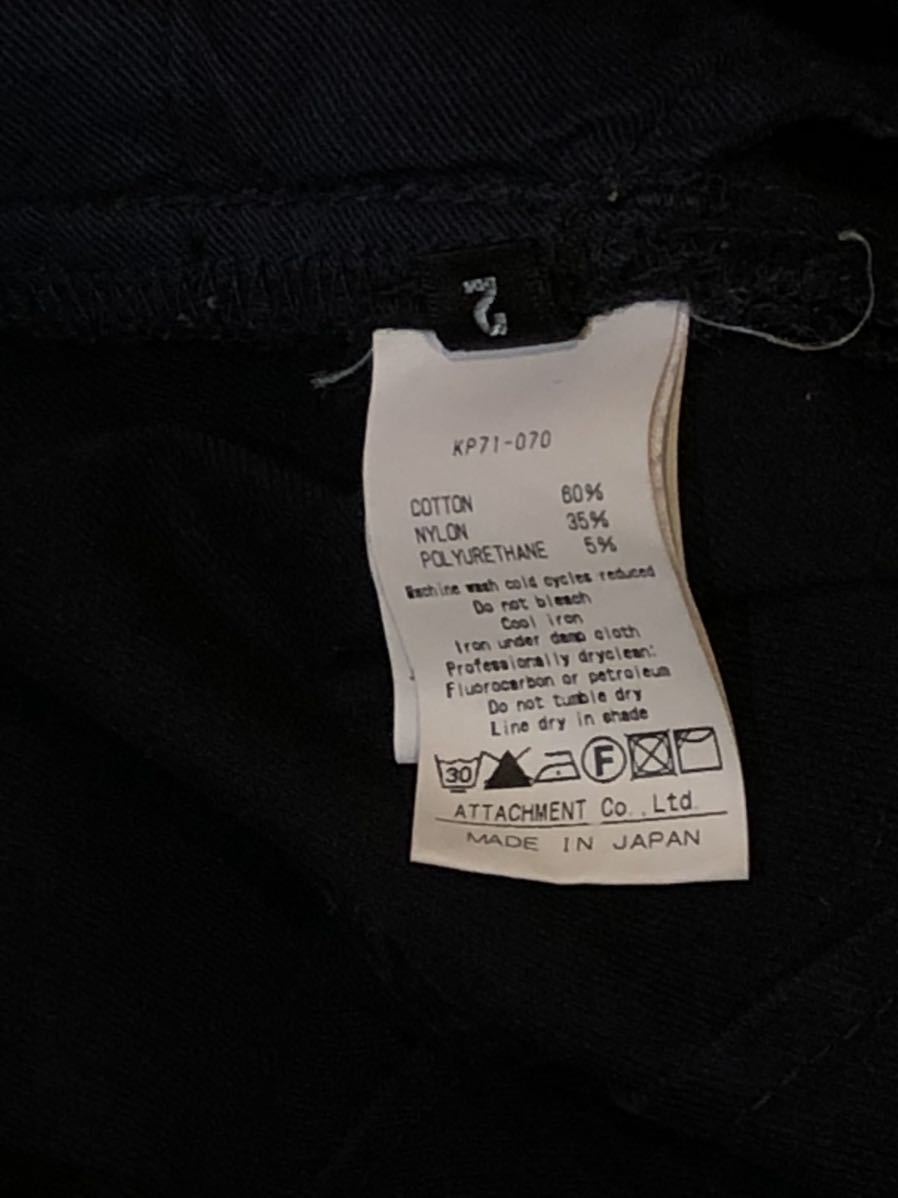 2
KP71-070
COTTON 60%
NYLON 35%
POLYURETHANE 5%
Machine wash cold cycles reduced
Do not bleach
Cool iron
Iron under damp cloth
Professionally dryclean:
Fluorocarbon or petroleum
Do not tumble dry
Line dry in shade
30 F
ATTACHMENT Co.,Ltd.
MADE IN JAPAN